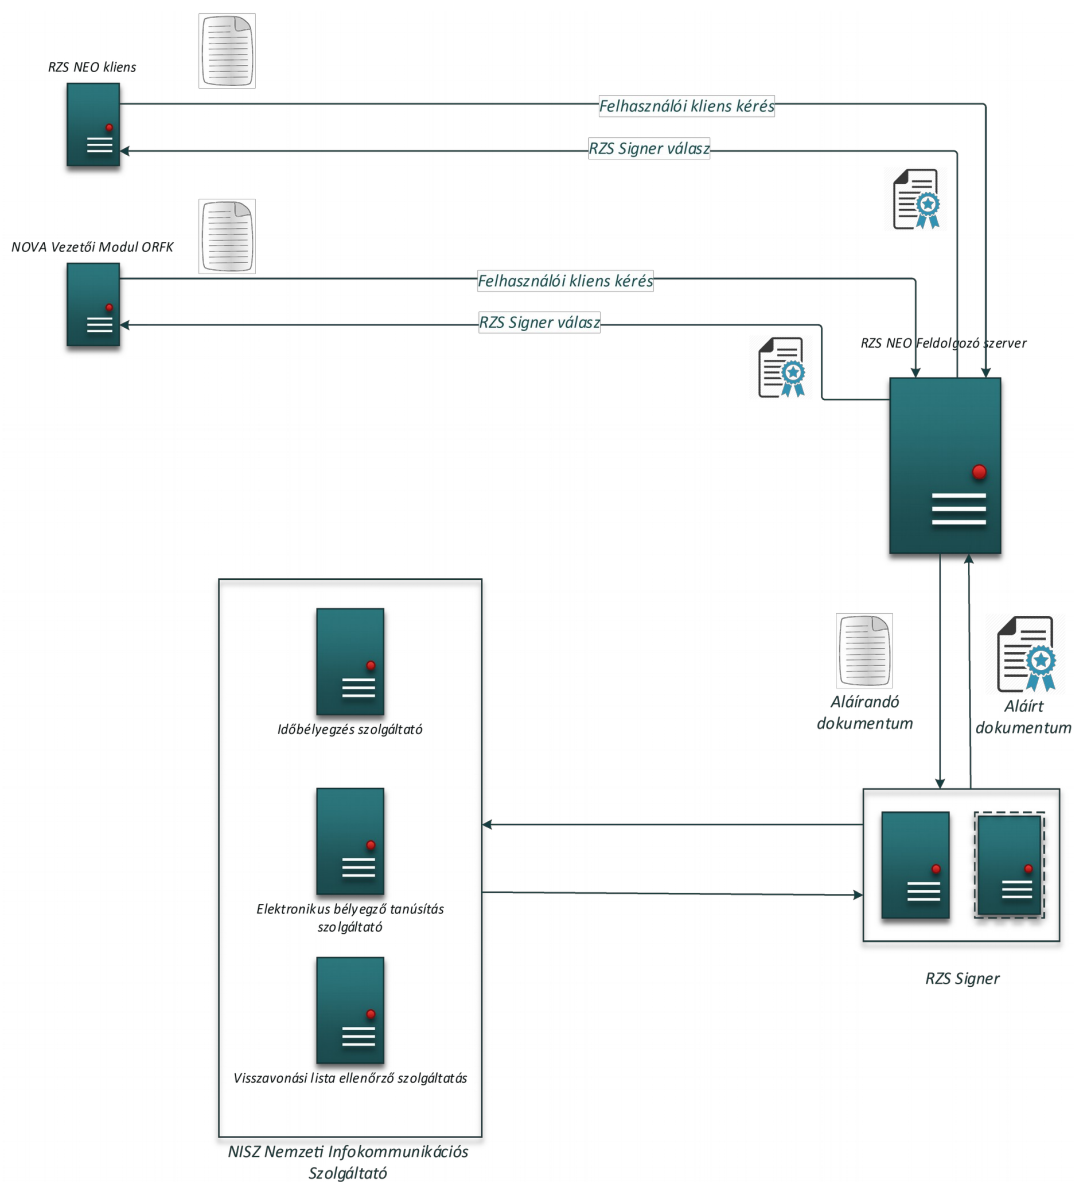 RZS NEO kliens
Felhasználói kliens kérés
RZS Signer válasz
NOVA Vezetői Modul ORFK
Felhasználói kliens kérés
RZS Signer válasz
RZS NEO Feldolgozó szerver
Aláírandó
dokumentum
Aláírt
dokumentum
Időbélyegzés szolgáltató
Elektronikus bélyegző tanúsítás
szolgáltató
RZS Signer
Visszavonási lista ellenőrző szolgáltatás
NISZ Nemzeti Infokommunikációs
Szolgáltató